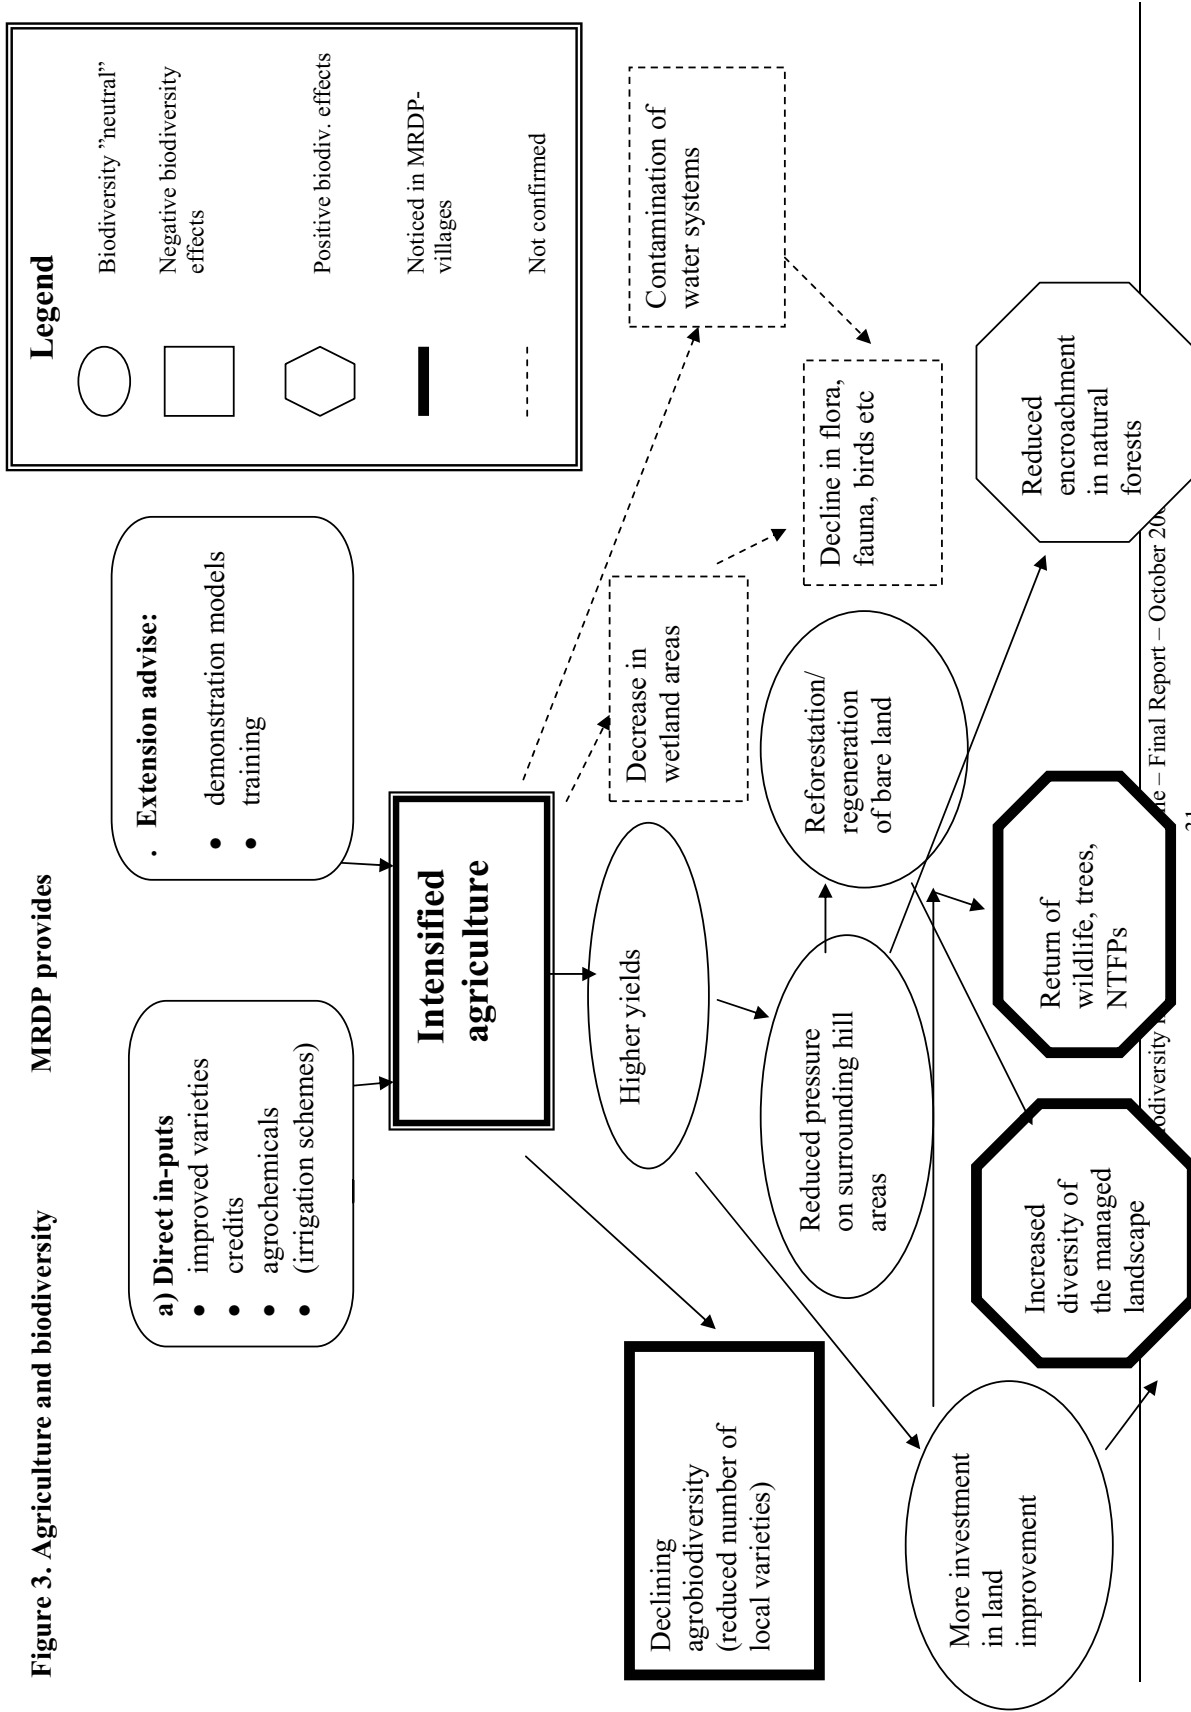 Figure 3. Agriculture and biodiversity
MRDP provides
Legend
Biodiversity ”neutral”
Negative biodiversity
effects
Positive biodiv. effects
Noticed in MRDP-
villages
Not confirmed
a) Direct in-puts
• improved varieties
• credits
• agrochemicals
• (irrigation schemes)
. Extension advise:
• demonstration models
• training
Intensified
agriculture
Declining
agrobiodiversity
(reduced number of
local varieties)
Higher yields
Decrease in
wetland areas
Contamination of
water systems
Reduced pressure
on surrounding hill
areas
Reforestation/
regeneration
of bare land
Decline in flora,
fauna, birds etc
More investment
in land
improvement
Increased
diversity of
the managed
landscape
Return of
wildlife, trees,
NTFPs
Reduced
encroachment
in natural
forests
– Final Report – October